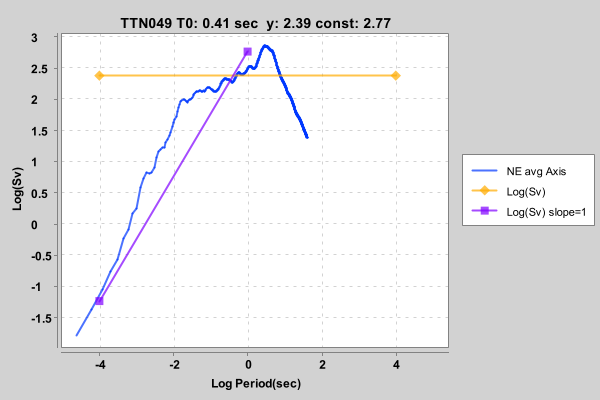 TTN049 T0: 0.41 sec  y: 2.39 const: 2.77
3
2.5
2
1.5
1
0.5
0
-0.5
-1
-1.5
Log(Sv)
-4
-2
0
2
4
Log Period(sec)
NE avg Axis
Log(Sv)
Log(Sv) slope=1